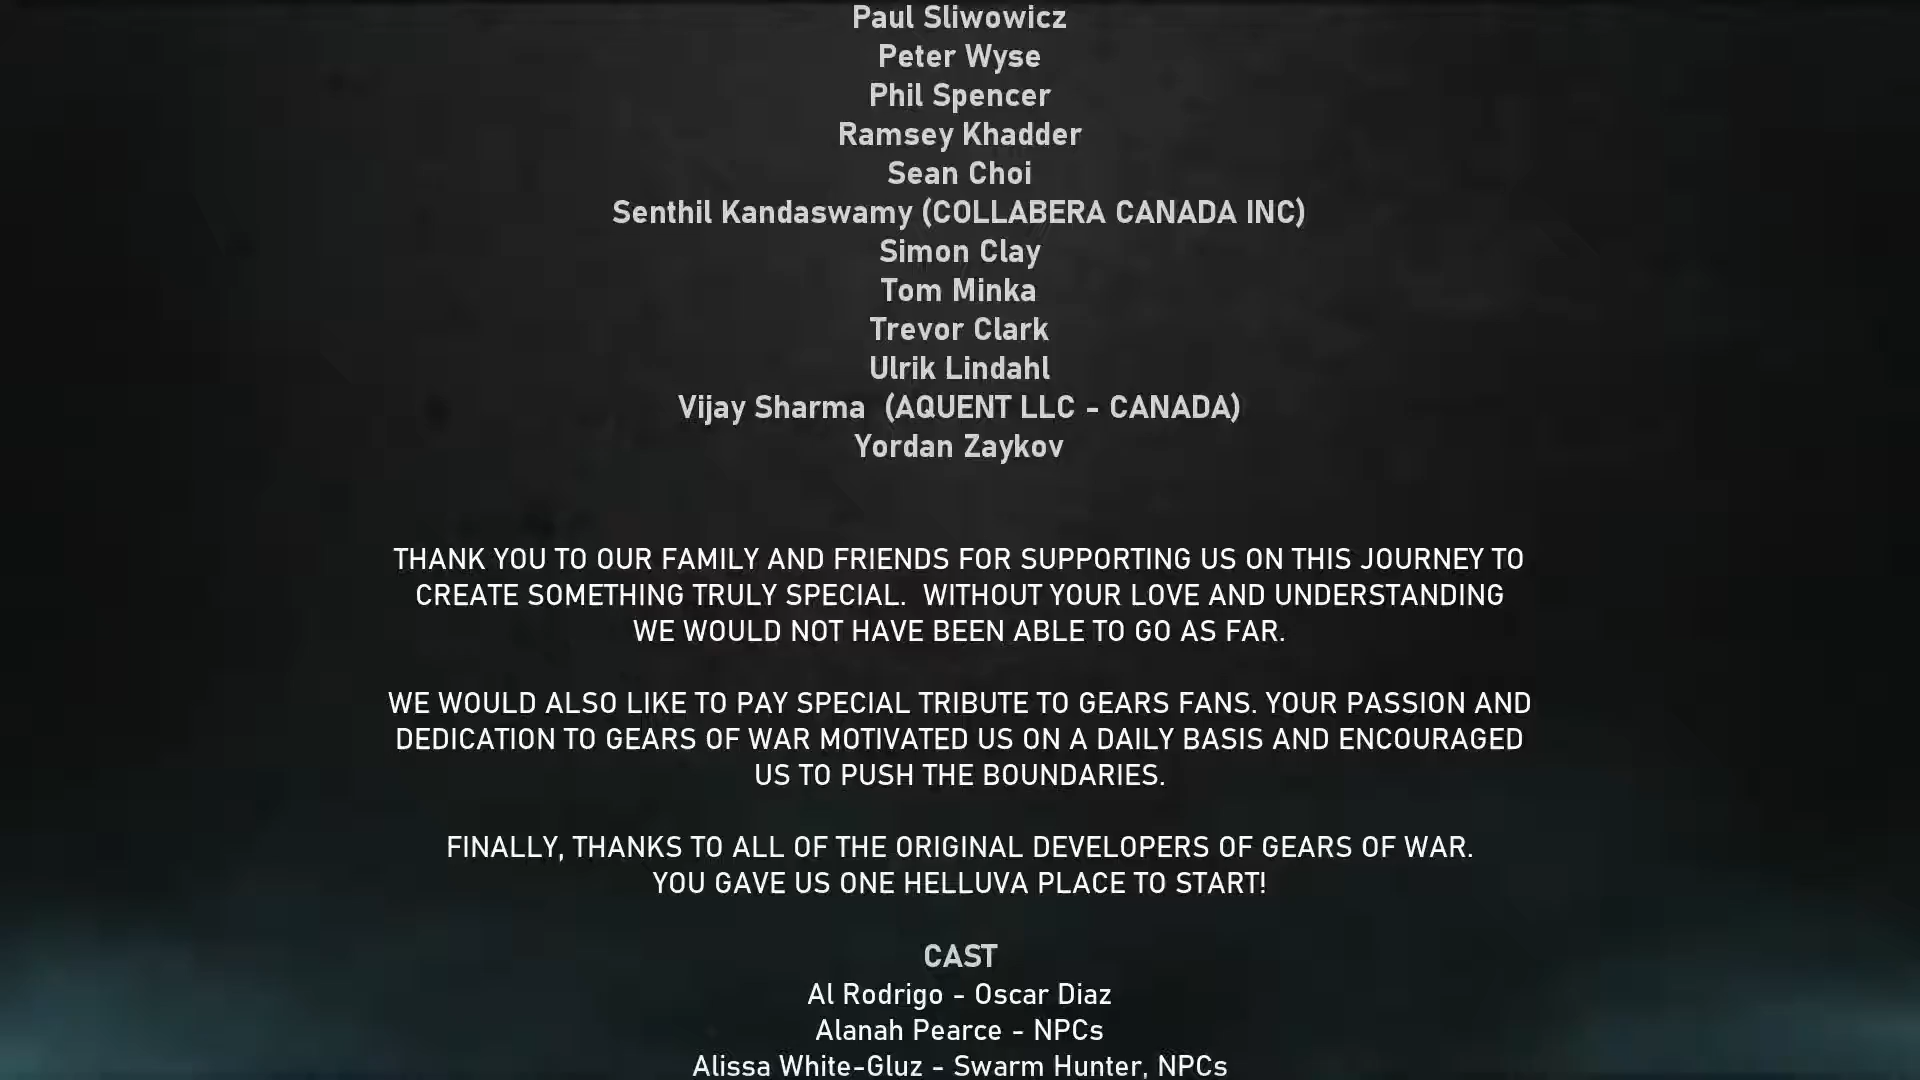 Paul Sliwowicz
Peter Wyse
Phil Spencer
Ramsey Khadder
Sean Choi
Senthil Kandaswamy (COLLABERA CANADA INC)
Simon Clay
Tom Minka
Trevor Clark
Ulrik Lindahl
Vijay Sharma  (AQUENT LLC - CANADA)
Yordan Zaykov
THANK YOU TO OUR FAMILY AND FRIENDS FOR SUPPORTING US ON THIS JOURNEY TO
CREATE SOMETHING TRULY SPECIAL.  WITHOUT YOUR LOVE AND UNDERSTANDING
WE WOULD NOT HAVE BEEN ABLE TO GO AS FAR.
WE WOULD ALSO LIKE TO PAY SPECIAL TRIBUTE TO GEARS FANS. YOUR PASSION AND
DEDICATION TO GEARS OF WAR MOTIVATED US ON A DAILY BASIS AND ENCOURAGED
US TO PUSH THE BOUNDARIES.
FINALLY, THANKS TO ALL OF THE ORIGINAL DEVELOPERS OF GEARS OF WAR.
YOU GAVE US ONE HELLUVA PLACE TO START!
CAST
Al Rodrigo - Oscar Diaz
Alanah Pearce - NPCs
Alissa White-Gluz - Swarm Hunter, NPCs